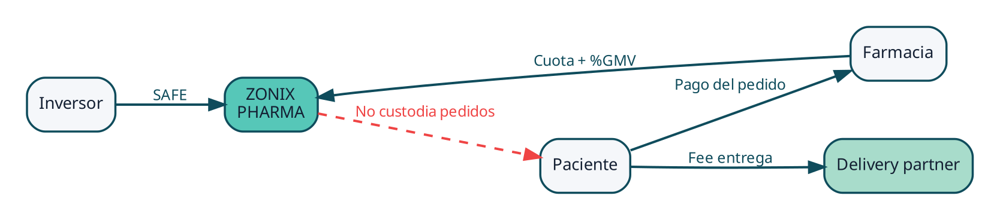 Inversor
SAFE
ZONIX
PHARMA
Cuota + %GMV
Farmacia
Pago del pedido
No custodia pedidos
Paciente
Fee entrega
Delivery partner